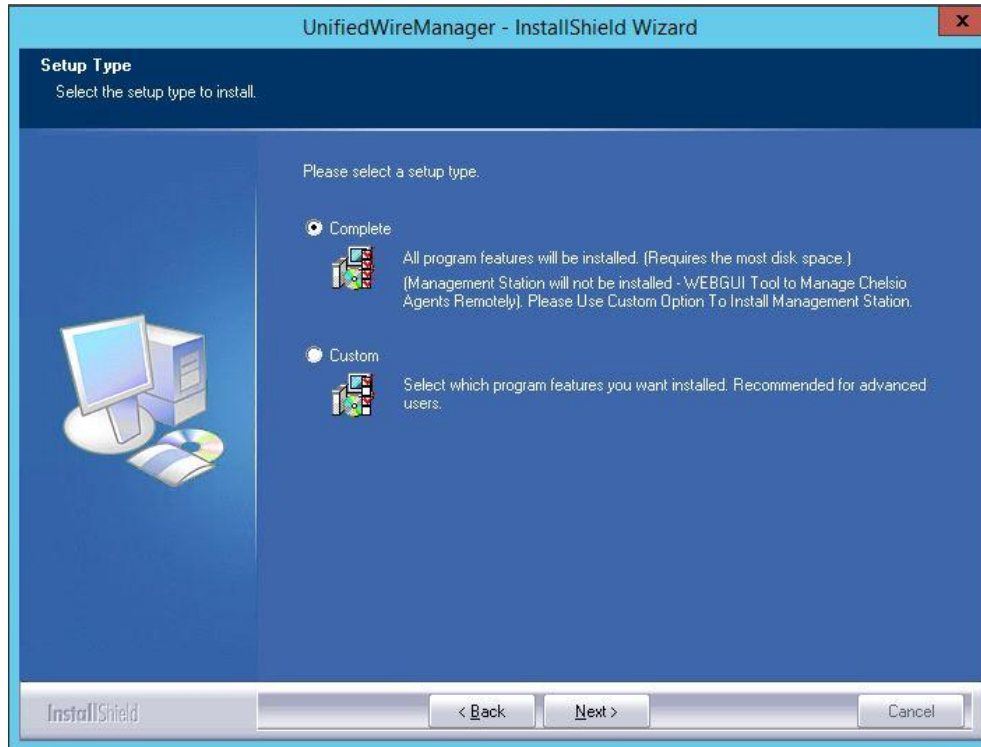 UnifiedWireManager - InstallShield Wizard
x
Setup Type
Select the setup type to install.
Please select a setup type.
Complete
All program features will be installed. (Requires the most disk space.)
(Management Station will not be installed - WEBGUI Tool to Manage Chelsio
Agents Remotely). Please Use Custom Option To Install Management Station.
Custom
Select which program features you want installed. Recommended for advanced
users.
InstallShield
< Back
Next >
Cancel